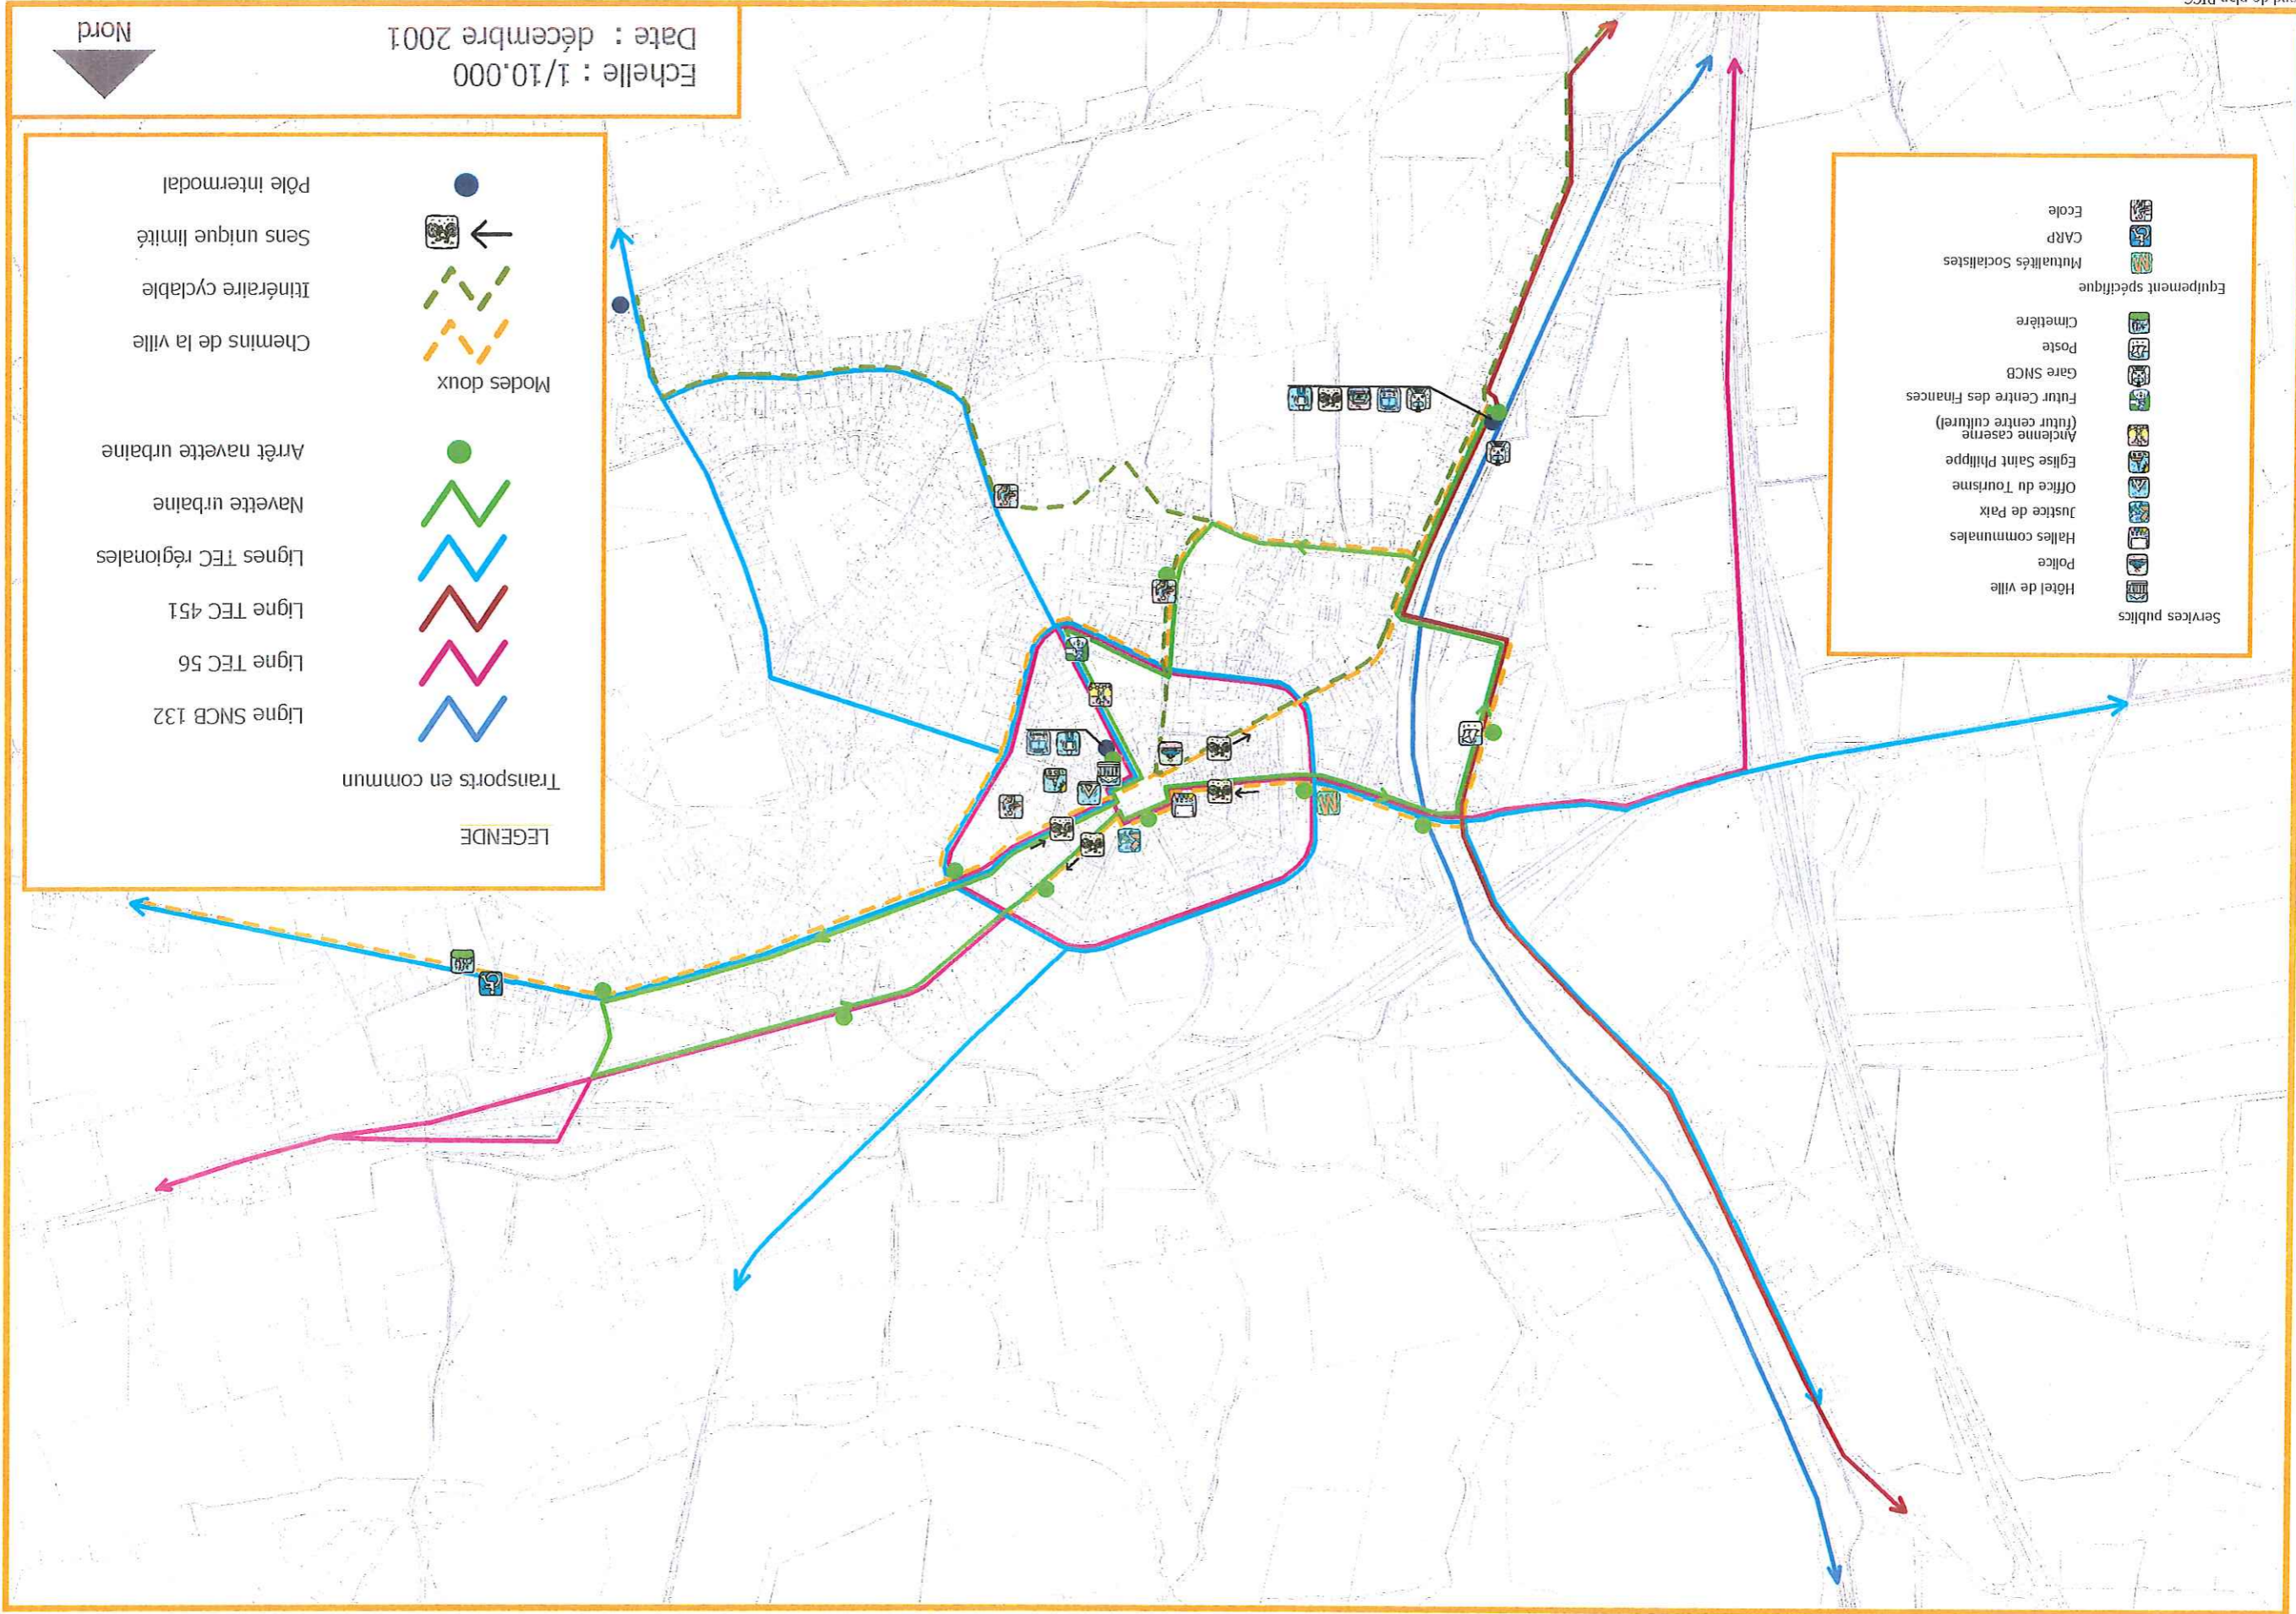 LEGENDE
Transports en commun
Ligne SNCB 132
Ligne TEC 56
Ligne TEC 451
Lignes TEC régionales
Navette urbaine
Arrêt navette urbaine
Modes doux
Chemins de la ville
Itinéraire cyclable
Sens unique limité
Pôle intermodal
Echelle : 1/10.000
Date : décembre 2001
Nord
Services publics
Hôtel de ville
Police
Halles communales
Justice de Paix
Office du Tourisme
Eglise Saint Philippe
Ancienne caserne
(futur centre culturel)
Futur Centre des Finances
Gare SNCB
Poste
Cimetière
Equipement spécifique
Mutualités Socialistes
CARP
Ecole
de plan PICC